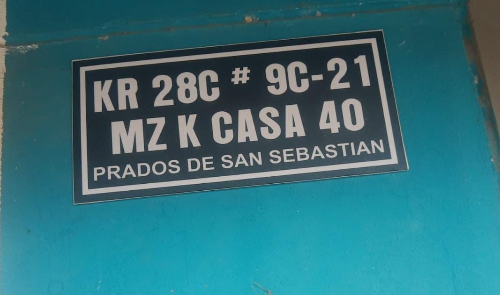 KR 28C # 9C-21
MZ K CASA 40
PRADOS DE SAN SEBASTIAN